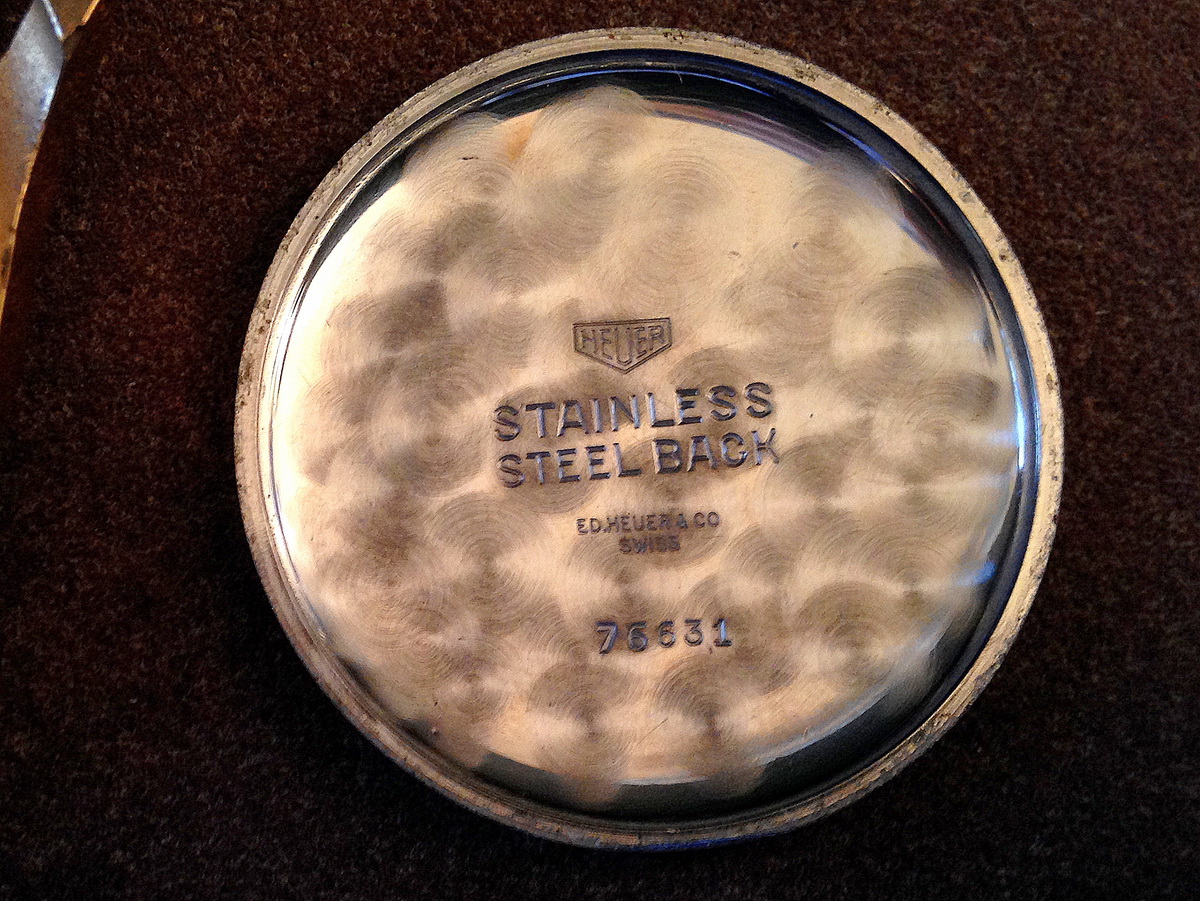 HEUER
STAINLESS
STEEL BACK
ED. HEUER & CO
SWISS
76631